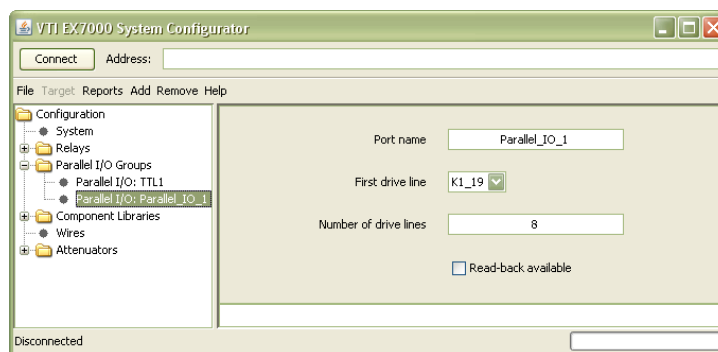 VTI EX7000 System Configurator
Connect Address:
File Target Reports Add Remove Help
Configuration
System
Relays
Parallel I/O Groups
Parallel I/O: TTL1
Parallel I/O: Parallel_IO_1
Component Libraries
Wires
Attenuators
Port name Parallel_IO_1
First drive line K1_19
Number of drive lines 8
Read-back available
Disconnected